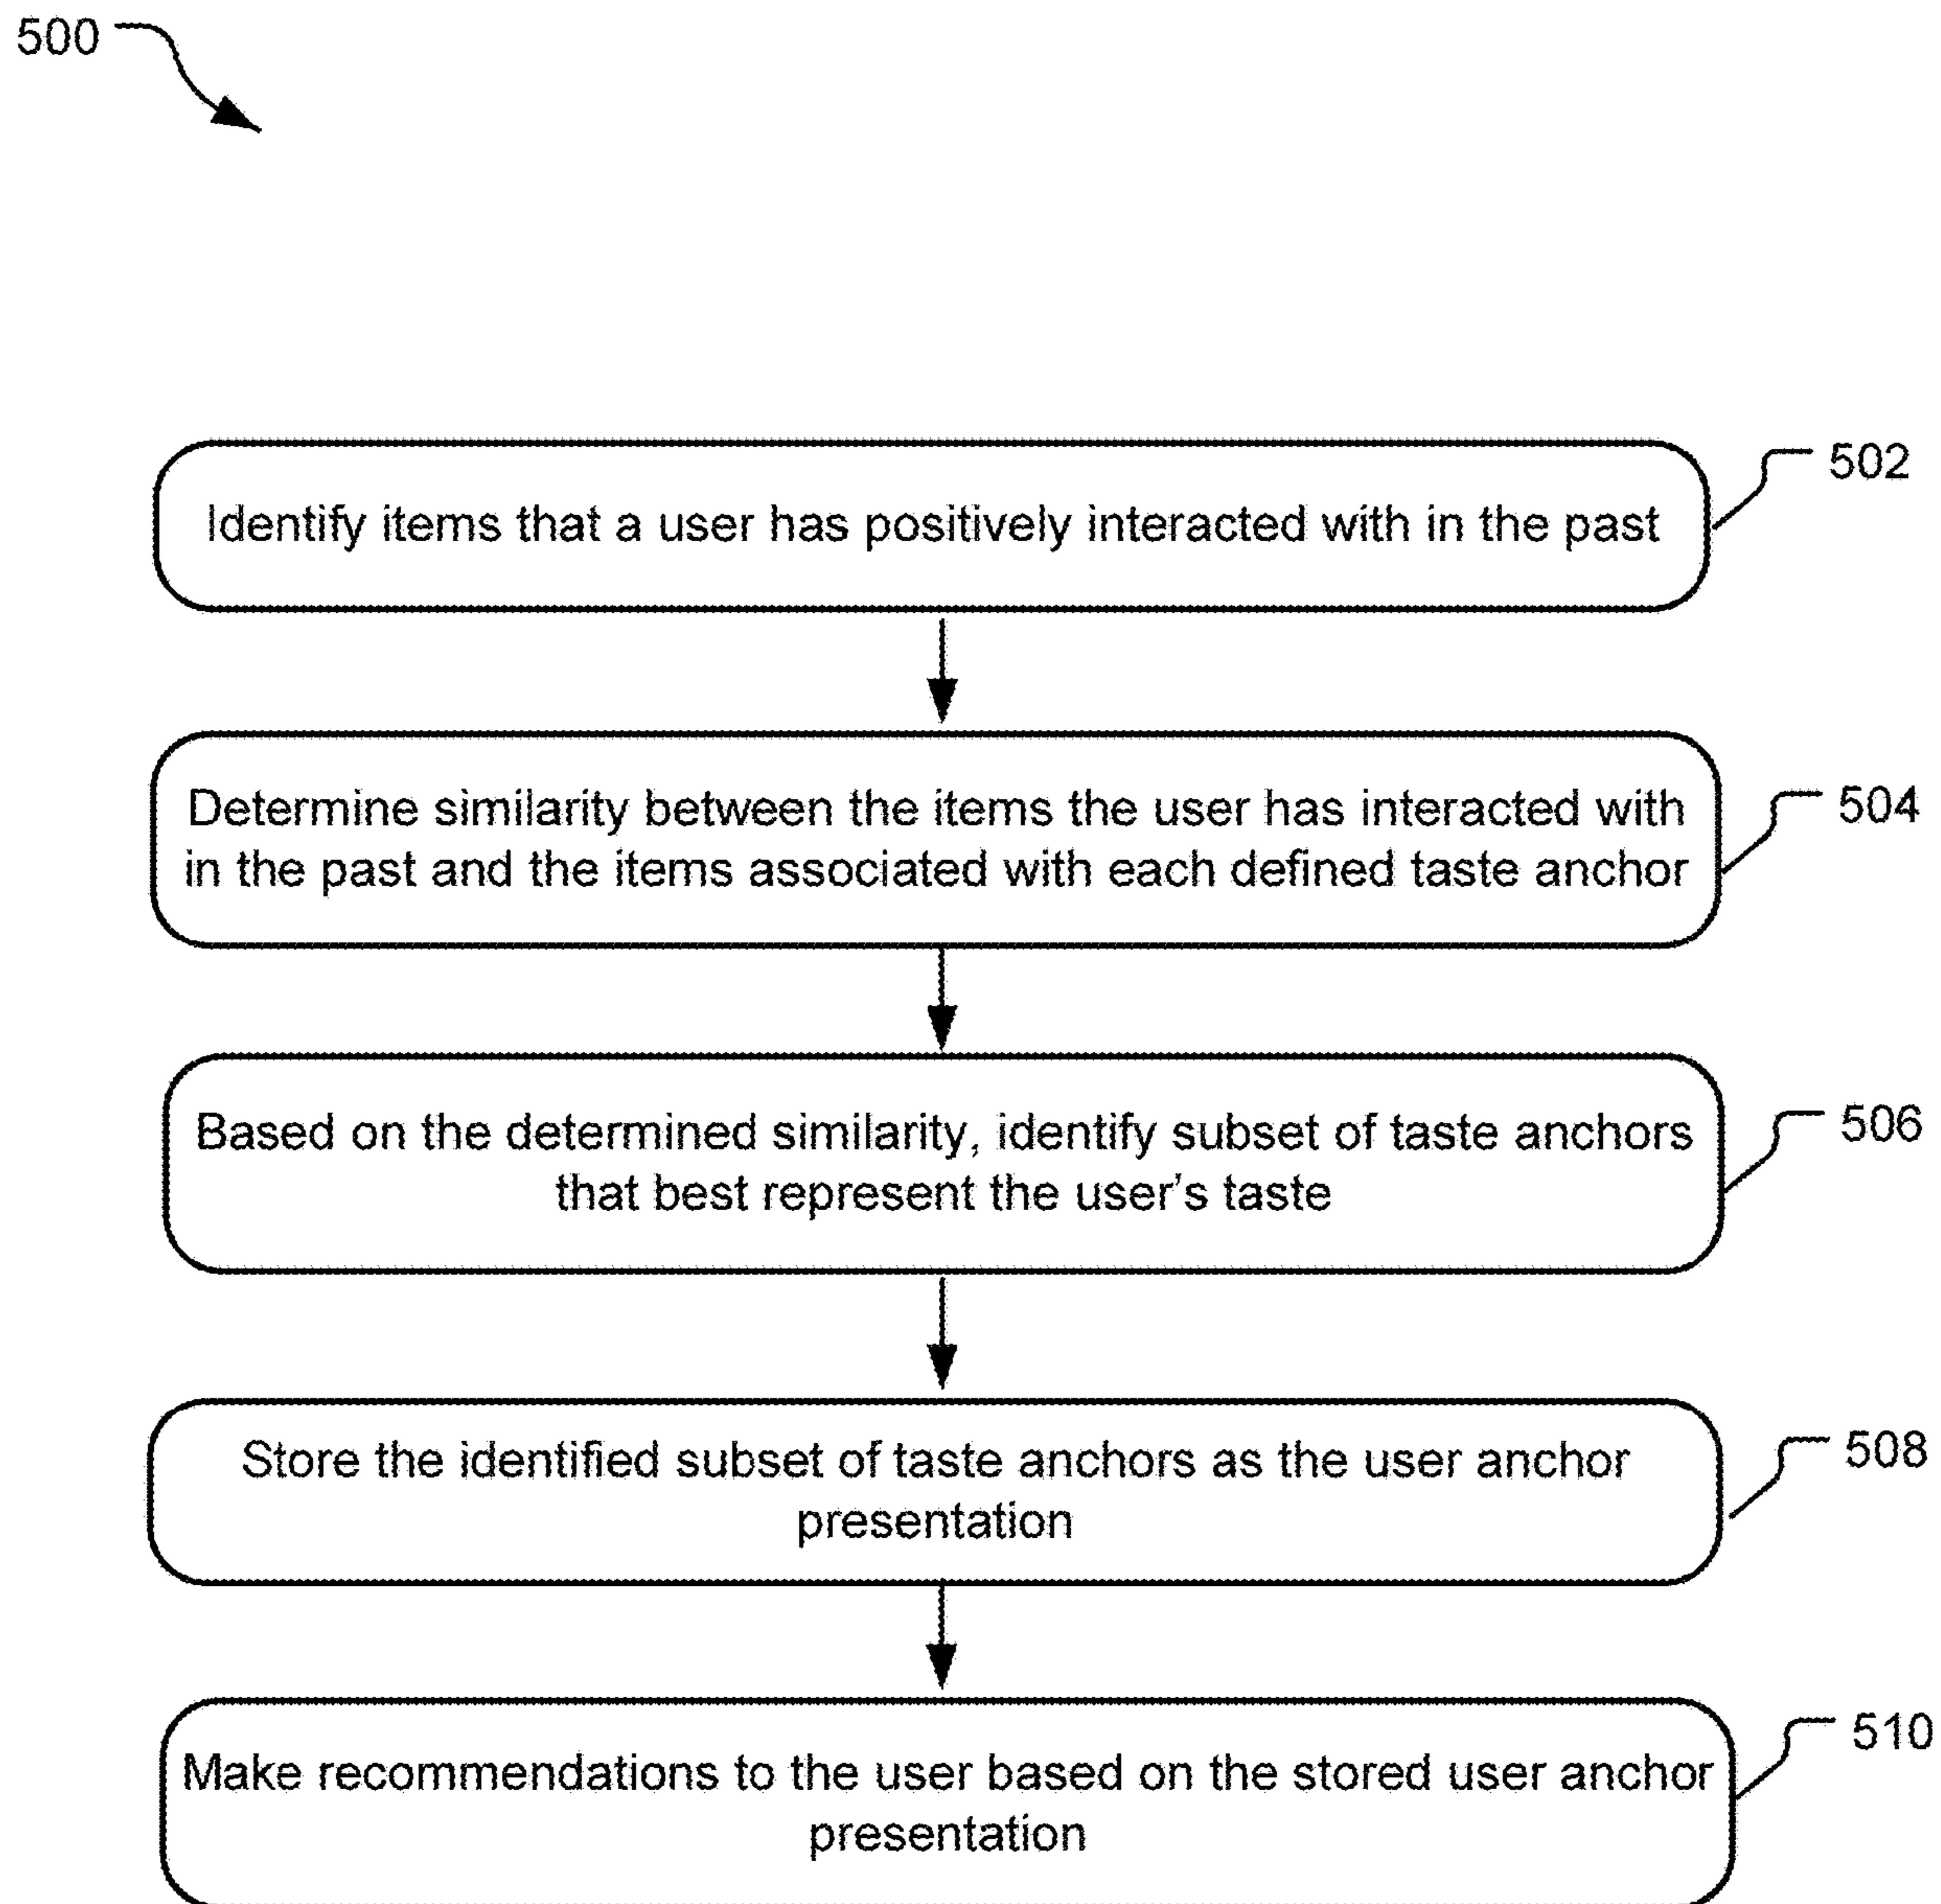 500
502
Identify items that a user has positively interacted with in the past
504
Determine similarity between the items the user has interacted with
in the past and the items associated with each defined taste anchor
506
Based on the determined similarity, identify subset of taste anchors
that best represent the user's taste
508
Store the identified subset of taste anchors as the user anchor
presentation
510
Make recommendations to the user based on the stored user anchor
presentation